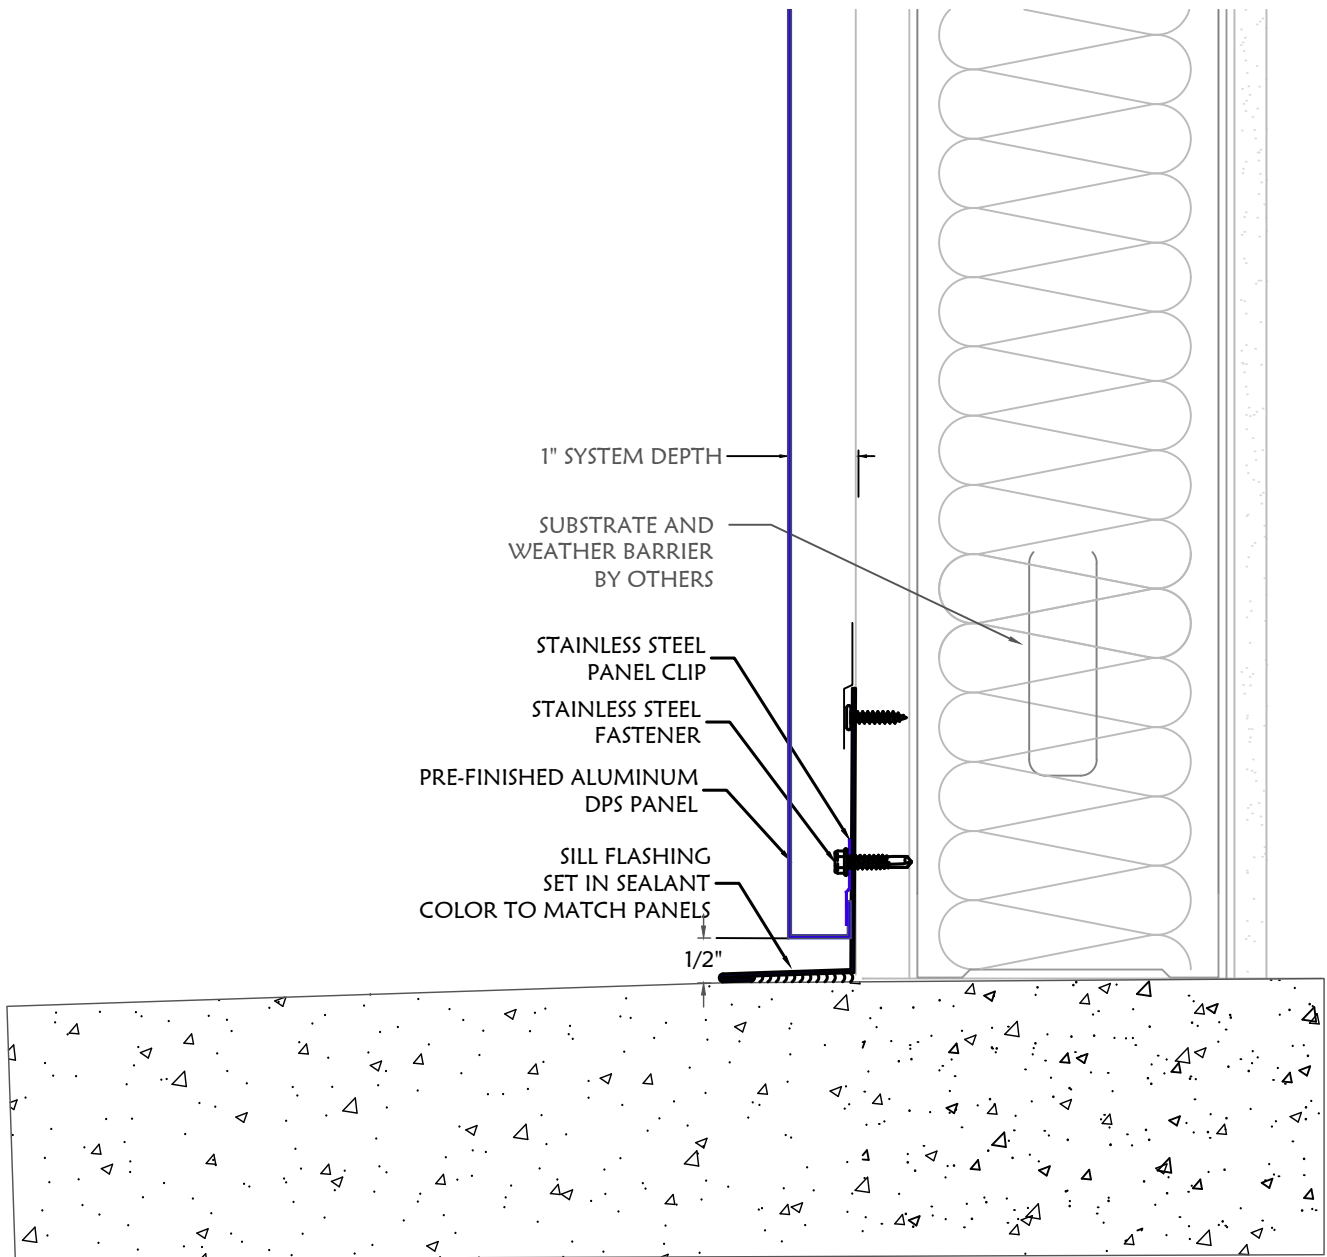 1" SYSTEM DEPTH
SUBSTRATE AND
WEATHER BARRIER
BY OTHERS
STAINLESS STEEL
PANEL CLIP
STAINLESS STEEL
FASTENER
PRE-FINISHED ALUMINUM
DPS PANEL
SILL FLASHING
SET IN SEALANT
COLOR TO MATCH PANELS
1/2"